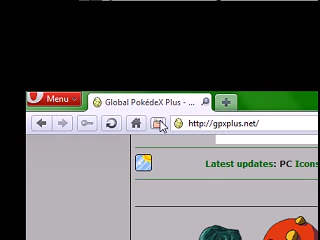 Menu
Global PokédeX Plus - ...
http://gpxplus.net/
Latest updates: PC Icons